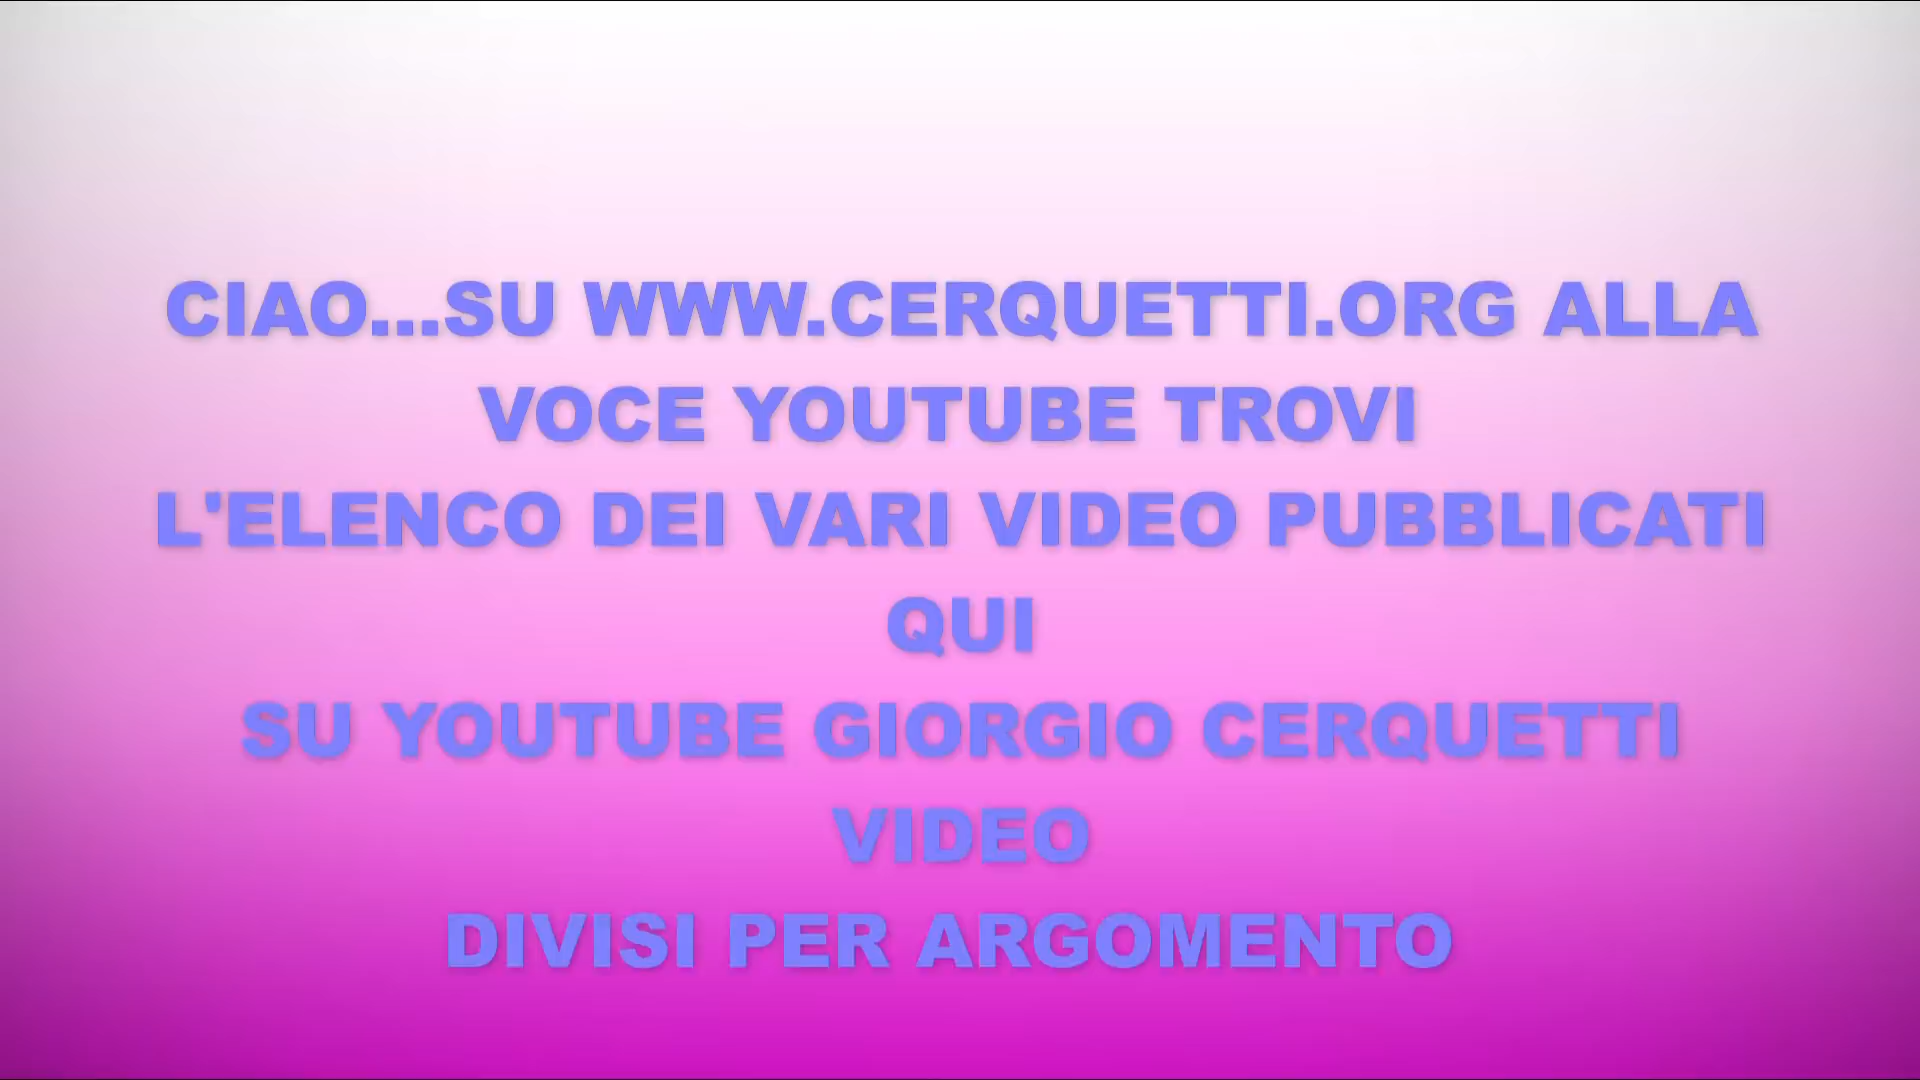 CIAO...SU WWW.CERQUETTI.ORG ALLA
VOCE YOUTUBE TROVI
L'ELENCO DEI VARI VIDEO PUBBLICATI
QUI
SU YOUTUBE GIORGIO CERQUETTI
VIDEO
DIVISI PER ARGOMENTO